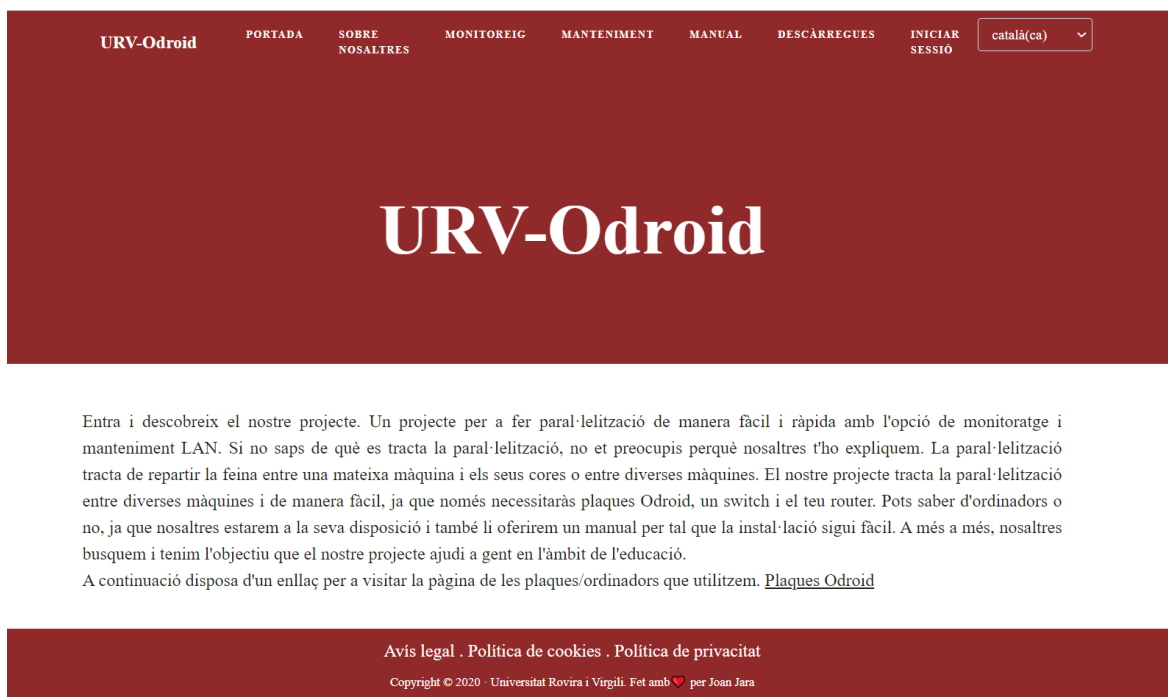 URV-Odroid
PORTADA
SOBRE
NOSALTRES
MONITOREIG
MANTENIMENT
MANUAL
DESCÀRREGUES
INICIAR
SESSIÓ
català(ca)
URV-Odroid
Entra i descobreix el nostre projecte. Un projecte per a fer paral·lelització de manera fàcil i ràpida amb l'opció de monitoratge i
manteniment LAN. Si no saps de què es tracta la paral·lelització, no et preocupis perquè nosaltres t'ho expliquem. La paral·lelització
tracta de repartir la feina entre una mateixa màquina i els seus cores o entre diverses màquines. El nostre projecte tracta la paral·lelització
entre diverses màquines i de manera fàcil, ja que només necessitaràs plaques Odroid, un switch i el teu router. Pots saber d'ordinadors o
no, ja que nosaltres estarem a la seva disposició i també li oferirem un manual per tal que la instal·lació sigui fàcil. A més a més, nosaltres
busquem i tenim l'objectiu que el nostre projecte ajudi a gent en l'àmbit de l'educació.
A continuació disposa d'un enllaç per a visitar la pàgina de les plaques/ordinadors que utilitzem. Plaques Odroid
Avís legal . Política de cookies . Política de privacitat
Copyright © 2020 · Universitat Rovira i Virgili. Fet amb❤️ per Joan Jara